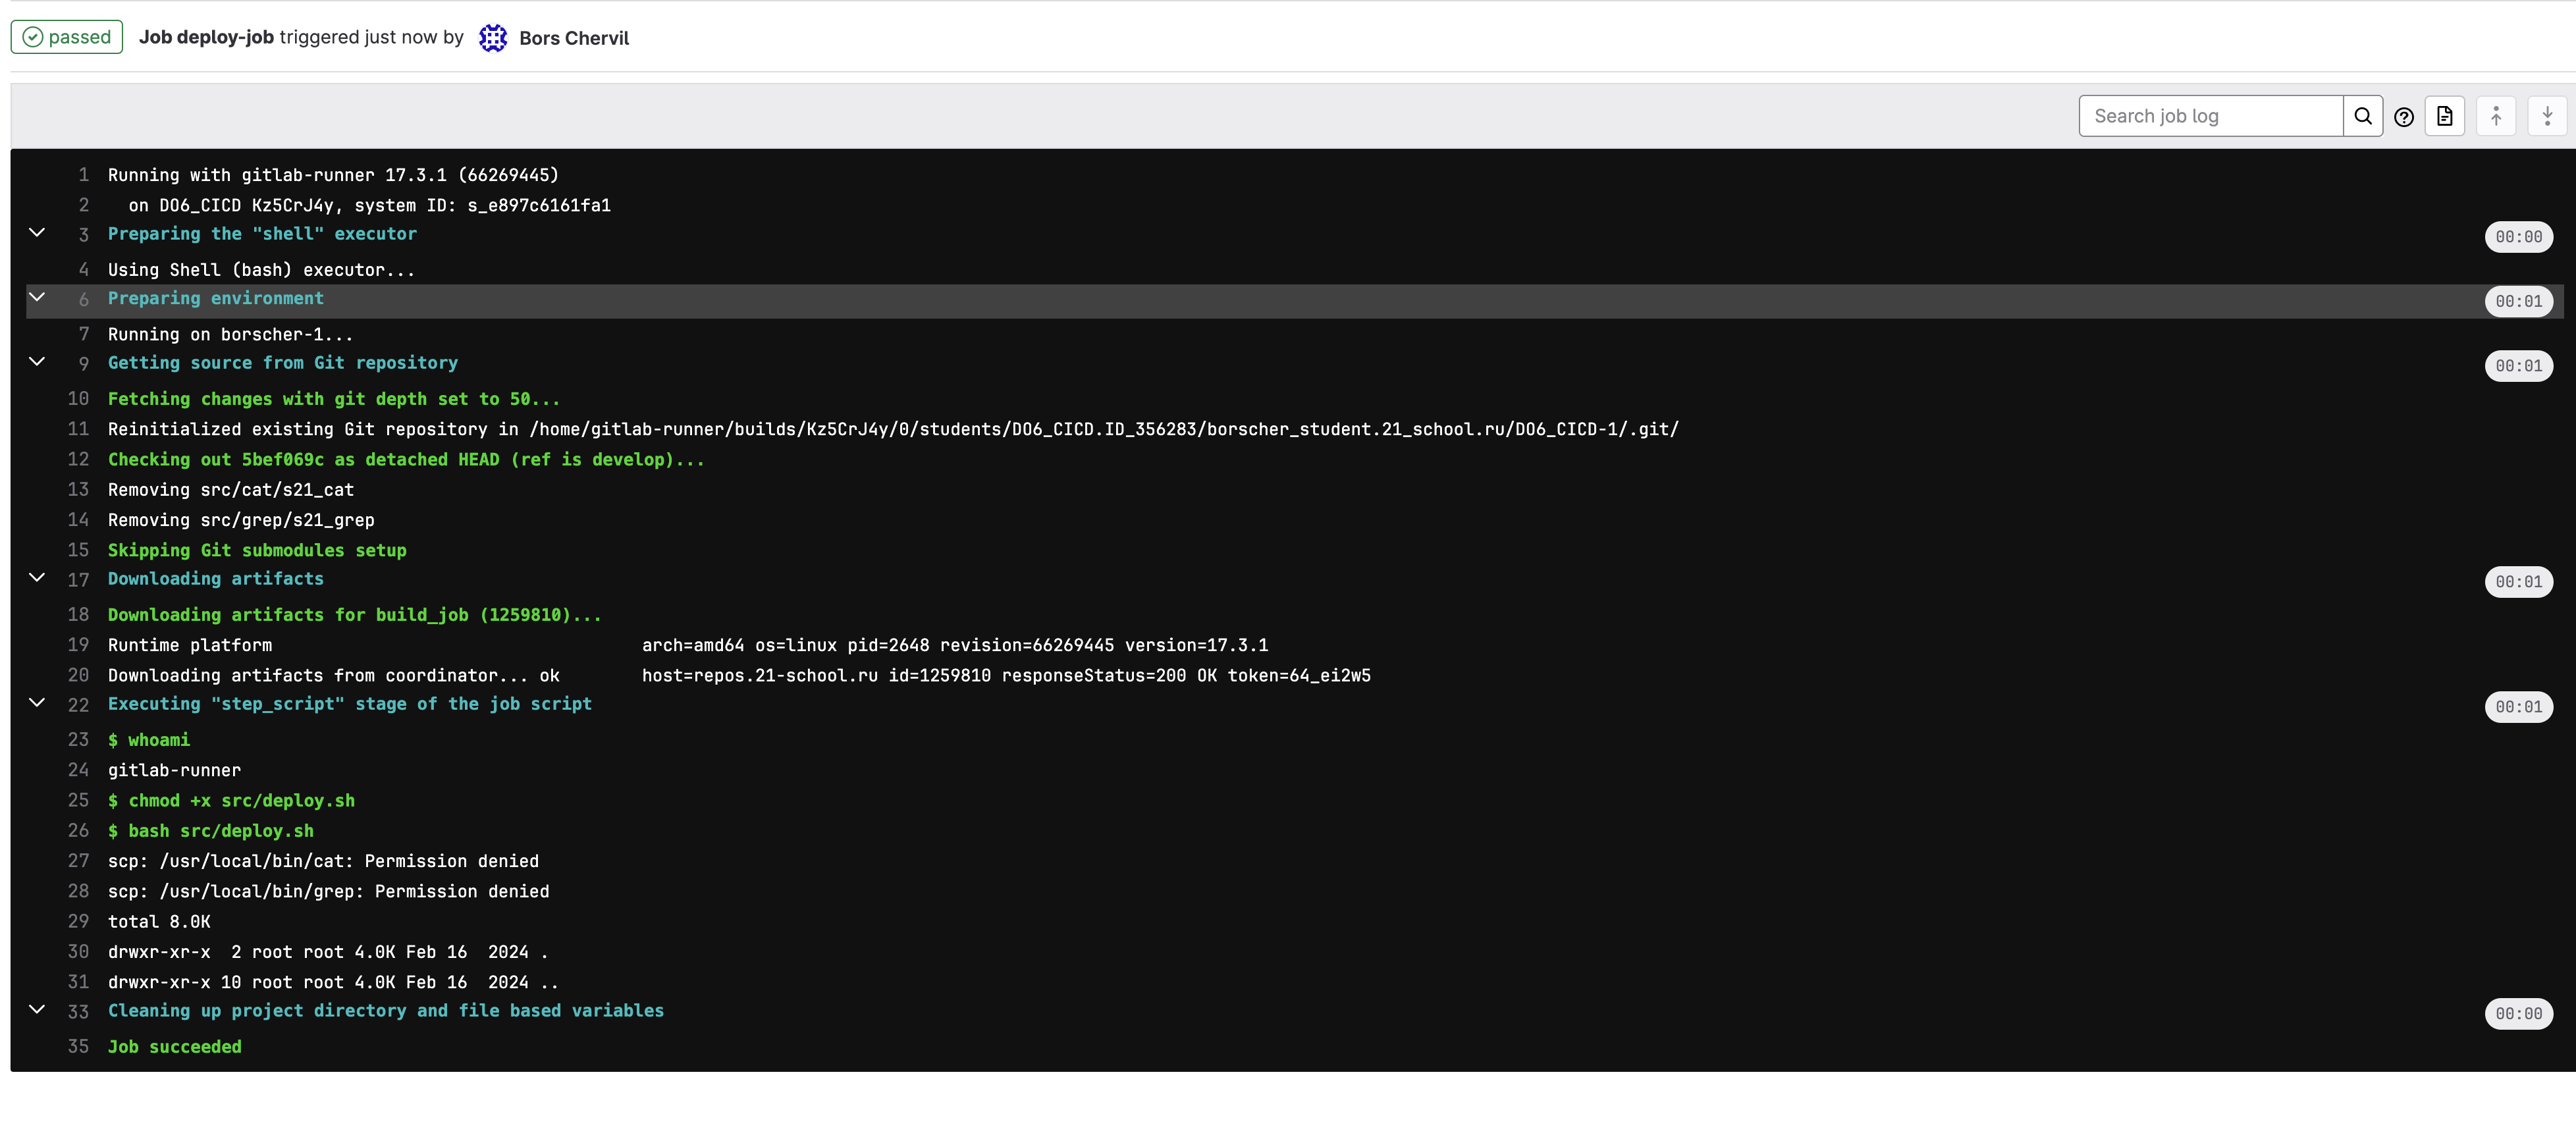 passed Job deploy-job triggered just now by Bors Chervil
Search job log
1 Running with gitlab-runner 17.3.1 (66269445)
2 on DO6_CICD Kz5CrJ4y, system ID: s_e897c6161fa1
3 Preparing the "shell" executor 00:00
4 Using Shell (bash) executor...
6 Preparing environment 00:01
7 Running on borscher-1...
9 Getting source from Git repository 00:01
10 Fetching changes with git depth set to 50...
11 Reinitialized existing Git repository in /home/gitlab-runner/builds/Kz5CrJ4y/0/students/DO6_CICD.ID_356283/borscher_student.21_school.ru/DO6_CICD-1/.git/
12 Checking out 5bef069c as detached HEAD (ref is develop)...
13 Removing src/cat/s21_cat
14 Removing src/grep/s21_grep
15 Skipping Git submodules setup
17 Downloading artifacts 00:01
18 Downloading artifacts for build_job (1259810)...
19 Runtime platform arch=amd64 os=linux pid=2648 revision=66269445 version=17.3.1
20 Downloading artifacts from coordinator... ok host=repos.21-school.ru id=1259810 responseStatus=200 OK token=64_ei2w5
22 Executing "step_script" stage of the job script 00:01
23 $ whoami
24 gitlab-runner
25 $ chmod +x src/deploy.sh
26 $ bash src/deploy.sh
27 scp: /usr/local/bin/cat: Permission denied
28 scp: /usr/local/bin/grep: Permission denied
29 total 8.0K
30 drwxr-xr-x 2 root root 4.0K Feb 16 2024 .
31 drwxr-xr-x 10 root root 4.0K Feb 16 2024 ..
33 Cleaning up project directory and file based variables 00:00
35 Job succeeded